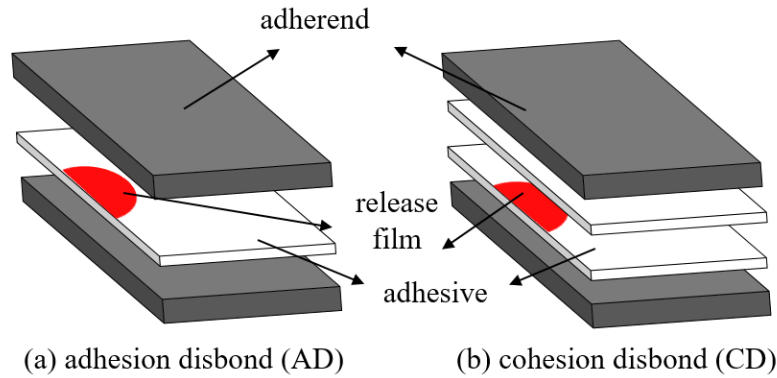 adherend
release
film
adhesive
(a) adhesion disbond (AD)
(b) cohesion disbond (CD)